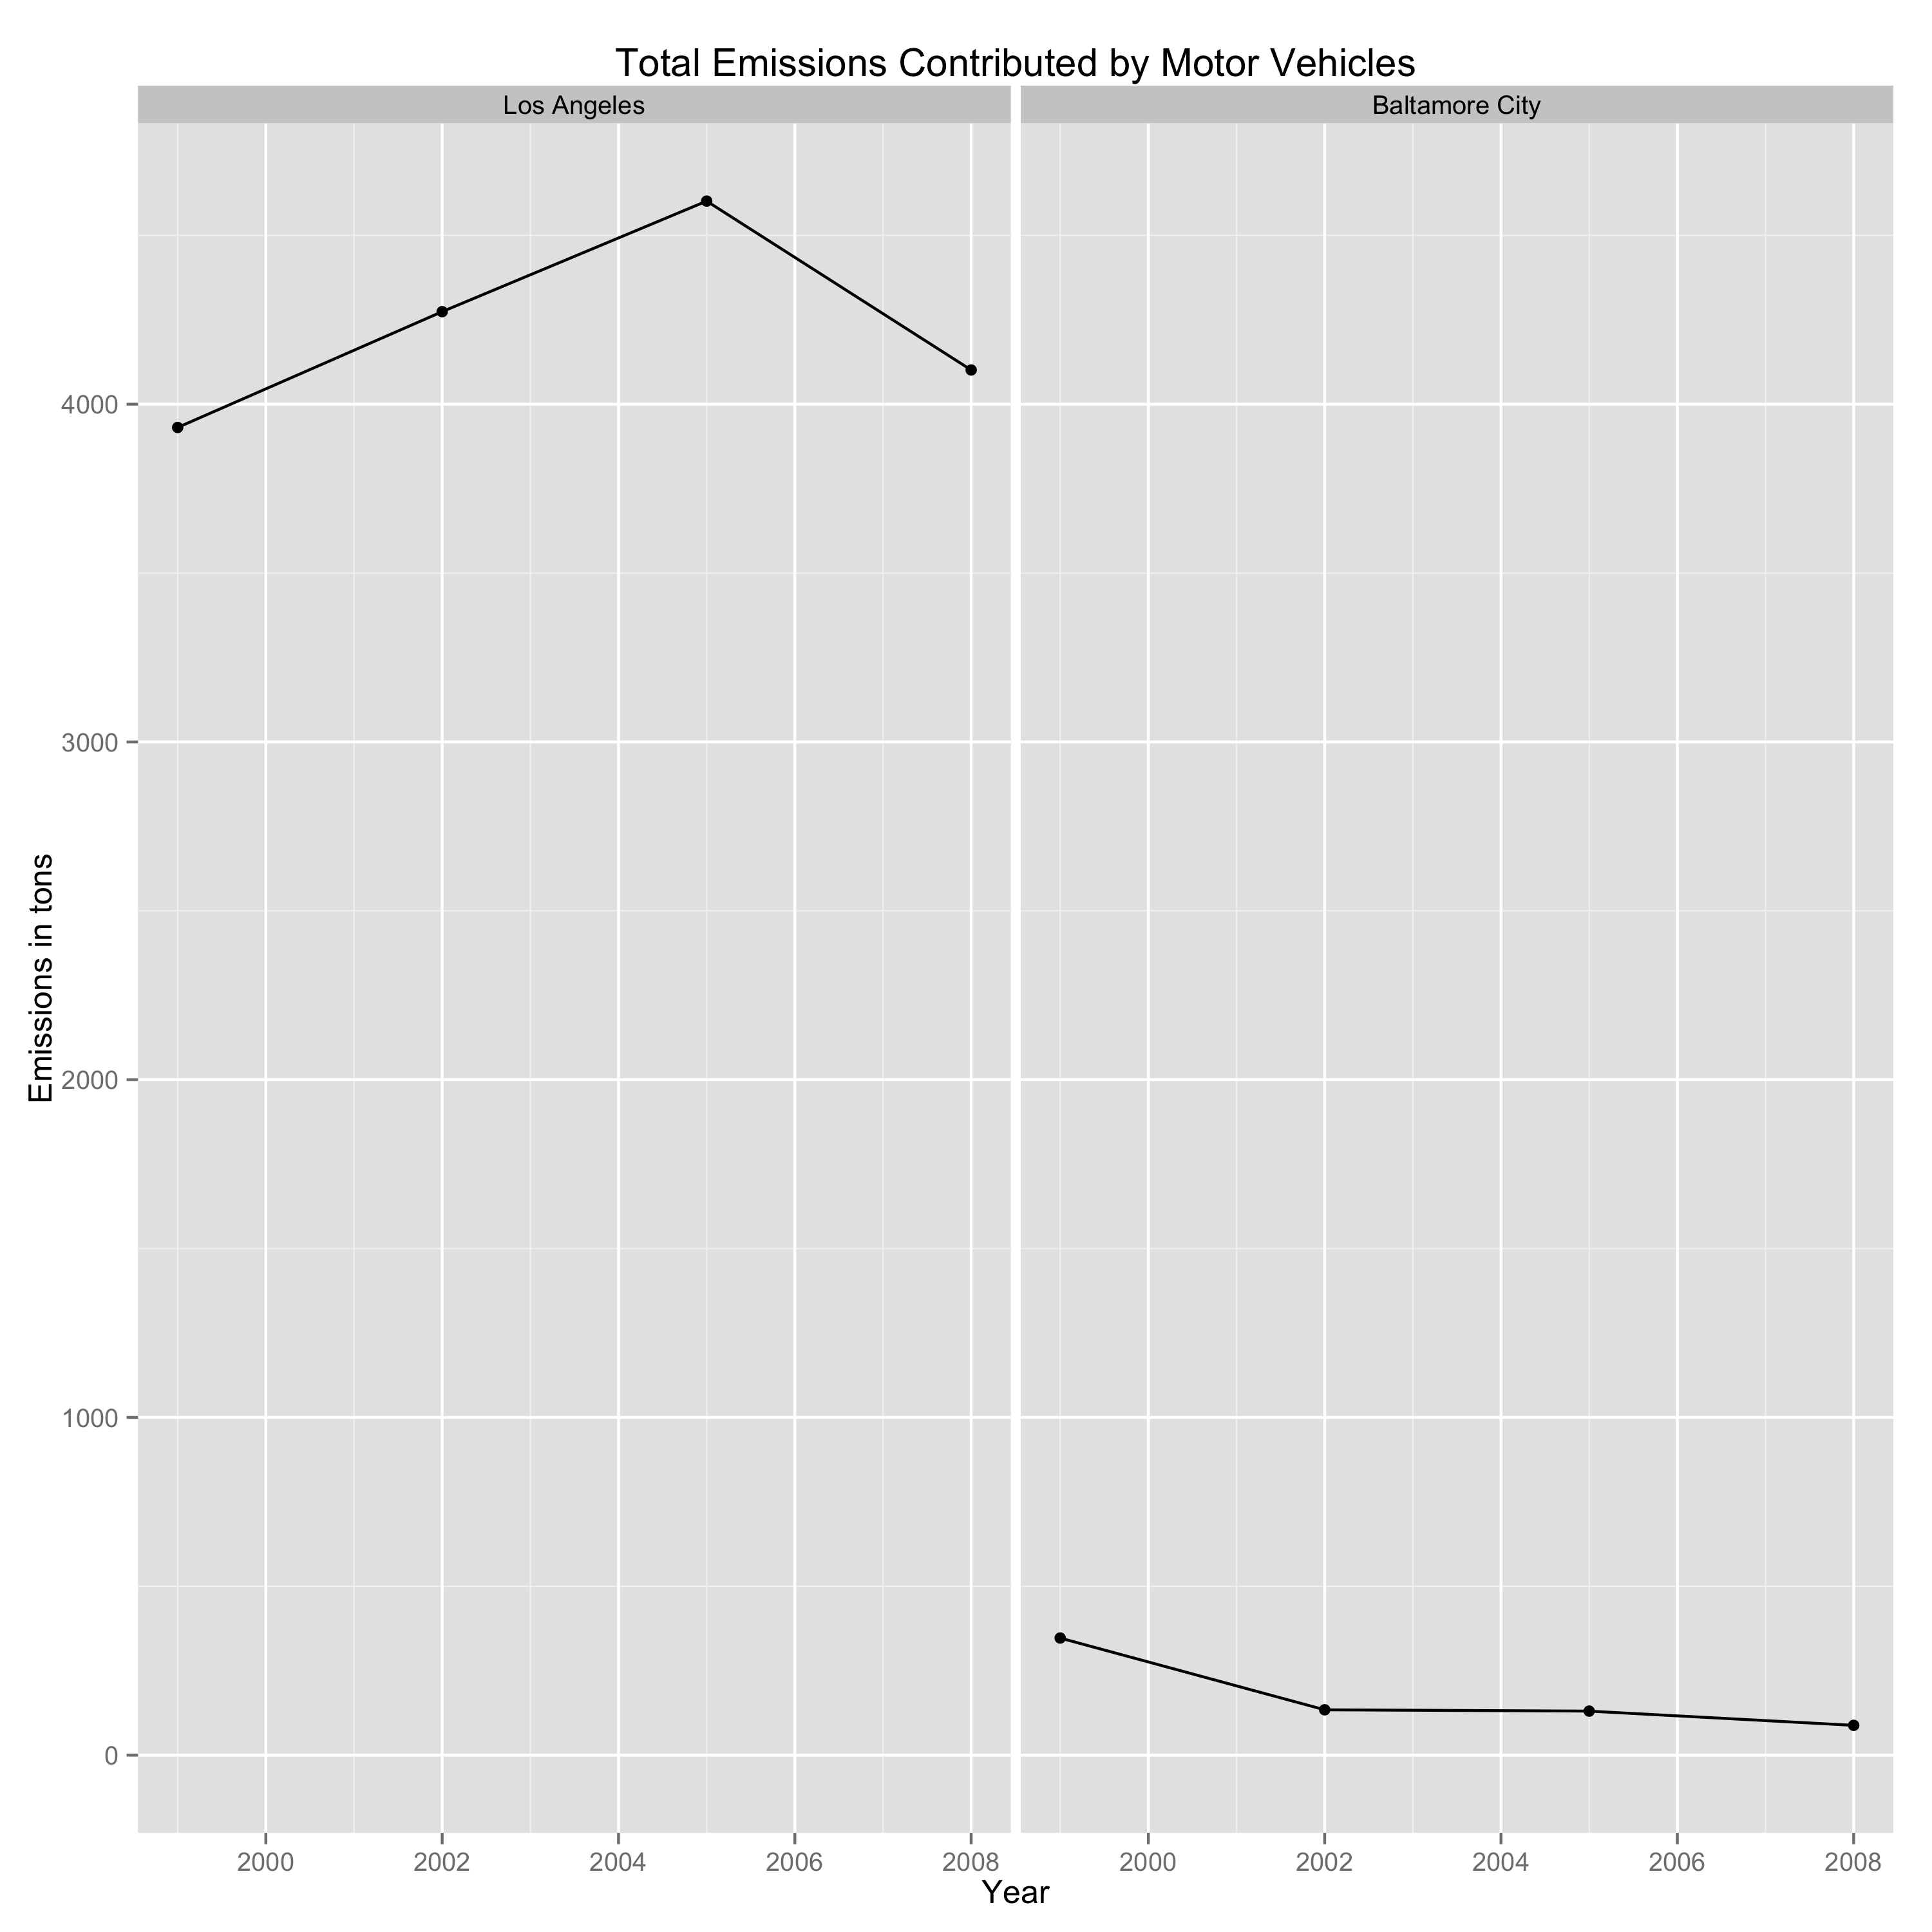 Total Emissions Contributed by Motor Vehicles
Los Angeles
Baltamore City
4000
3000
2000
1000
0
Emissions in tons
2000 2002 2004 2006 2008
2000 2002 2004 2006 2008
Year